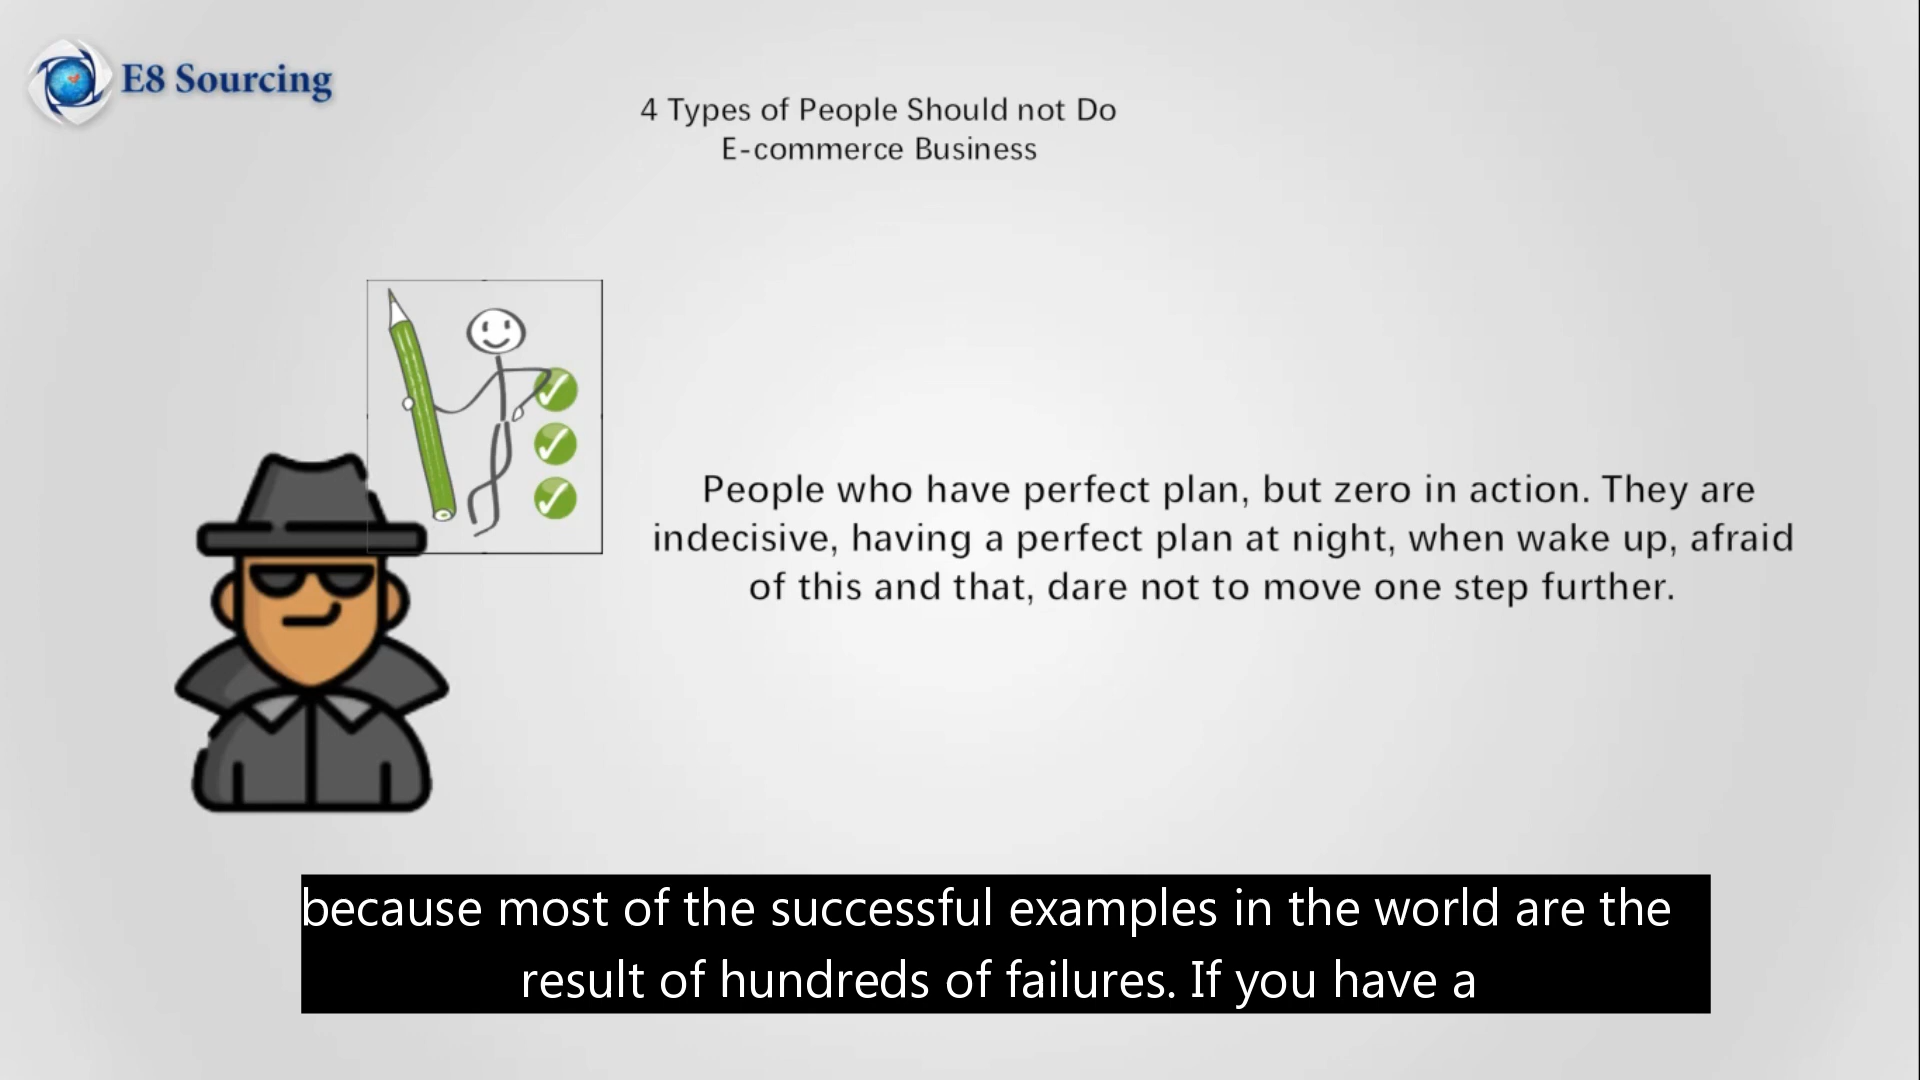 E8 Sourcing
4 Types of People Should not Do
E-commerce Business
People who have perfect plan, but zero in action. They are
indecisive, having a perfect plan at night, when wake up, afraid
of this and that, dare not to move one step further.
because most of the successful examples in the world are the
result of hundreds of failures. If you have a